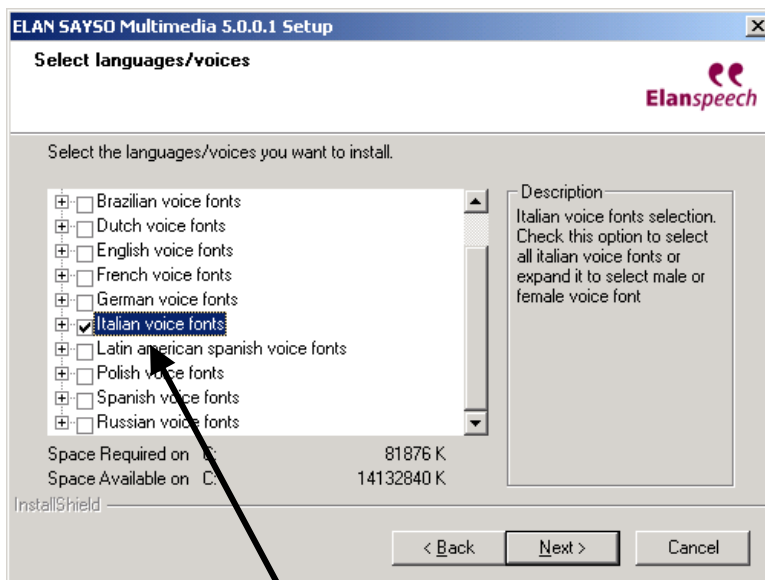 ELAN SAYSO Multimedia 5.0.0.1 Setup
Select languages/voices
Elanspeech
Select the languages/voices you want to install.
Brazilian voice fonts
Dutch voice fonts
English voice fonts
French voice fonts
German voice fonts
Italian voice fonts
Latin american spanish voice fonts
Polish voice fonts
Spanish voice fonts
Russian voice fonts
Description
Italian voice fonts selection.
Check this option to select
all italian voice fonts or
expand it to select male or
female voice font
Space Required on C: 81876 K
Space Available on C: 14132840 K
InstallShield
< Back Next > Cancel